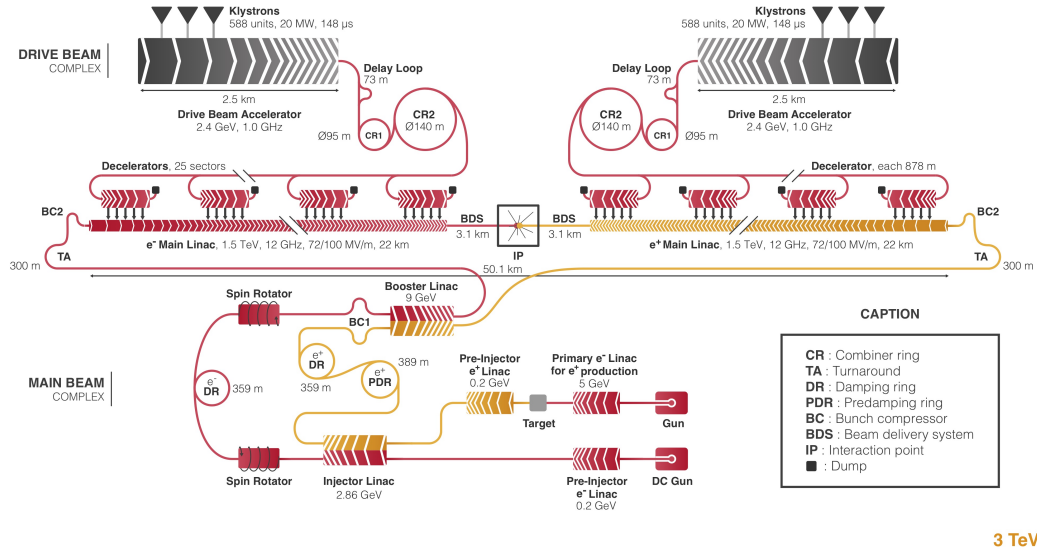 Klystrons
588 units, 20 MW, 148 µs
Klystrons
588 units, 20 MW, 148 µs
DRIVE BEAM
COMPLEX
Delay Loop
73 m
Delay Loop
73 m
2.5 km
2.5 km
Drive Beam Accelerator
2.4 GeV, 1.0 GHz
Drive Beam Accelerator
2.4 GeV, 1.0 GHz
CR2
Ø140 m
CR1
Ø95 m
CR2
Ø140 m
CR1
Ø95 m
Decelerators, 25 sectors
Decelerator, each 878 m
BC2
BDS
3.1 km
BDS
3.1 km
BC2
IP
e⁻ Main Linac, 1.5 TeV, 12 GHz, 72/100 MV/m, 22 km
e⁺ Main Linac, 1.5 TeV, 12 GHz, 72/100 MV/m, 22 km
TA
300 m
TA
300 m
50.1 km
Spin Rotator
Booster Linac
9 GeV
BC1
MAIN BEAM
COMPLEX
e⁻
DR
359 m
e⁺
DR
359 m
e⁺
PDR
389 m
Pre-Injector
e⁺ Linac
0.2 GeV
Primary e⁻ Linac
for e⁺ production
5 GeV
Target
Gun
Spin Rotator
Injector Linac
2.86 GeV
Pre-Injector
e⁻ Linac
0.2 GeV
DC Gun
CAPTION
CR : Combiner ring
TA : Turnaround
DR : Damping ring
PDR : Predamping ring
BC : Bunch compressor
BDS : Beam delivery system
IP : Interaction point
: Dump
3 TeV